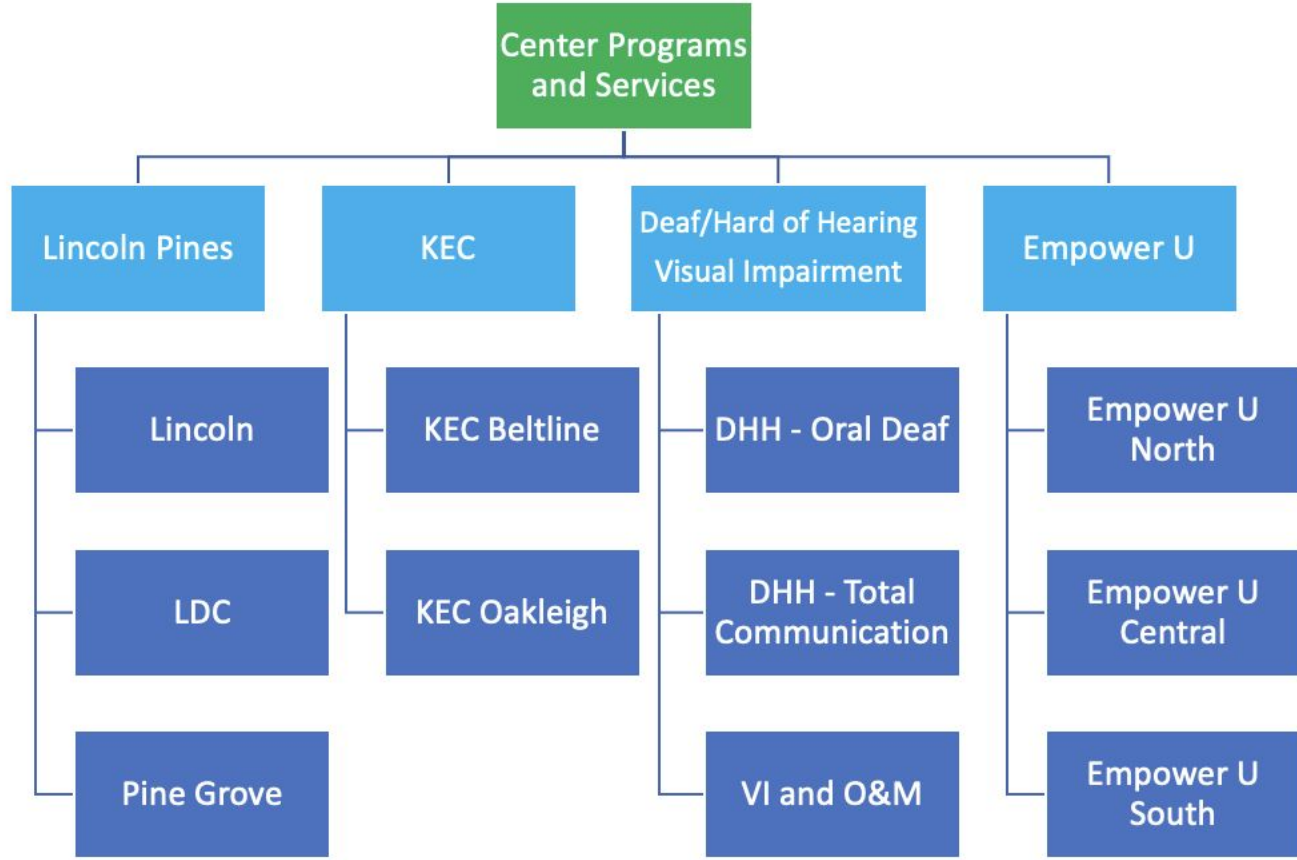 Center Programs
and Services
Lincoln Pines
KEC
Deaf/Hard of Hearing
Visual Impairment
Empower U
Lincoln
KEC Beltline
DHH - Oral Deaf
Empower U
North
LDC
KEC Oakleigh
DHH - Total
Communication
Empower U
Central
Pine Grove
VI and O&M
Empower U
South